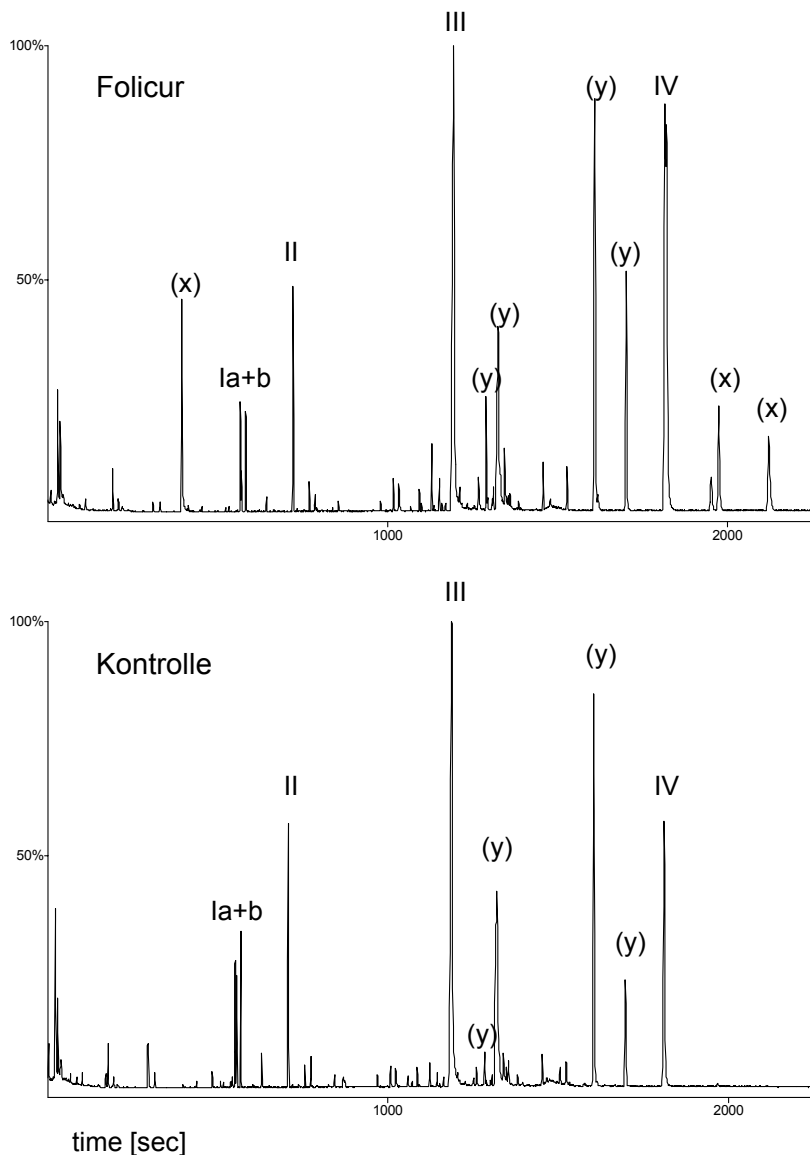 III
100%
Folicur
(y)
IV
II
(y)
50%
(x)
(y)
Ia+b
(y)
(x)
(x)
1000
2000
III
100%
Kontrolle
(y)
II
IV
50%
(y)
Ia+b
(y)
(y)
1000
2000
time [sec]